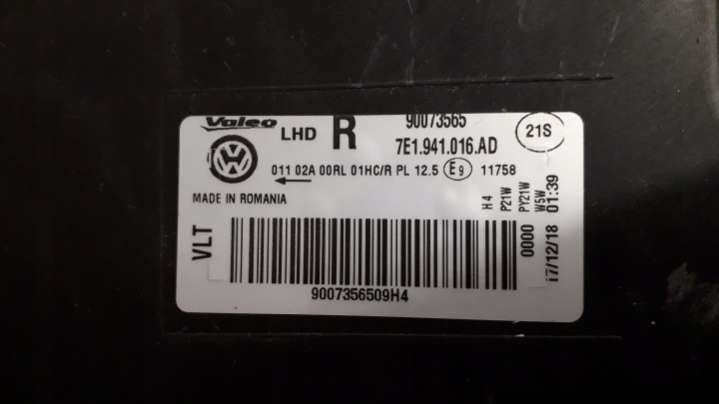 Valeo
LHD R 90073565
7E1.941.016.AD
21S
011 02A 00RL 01HC/R PL 12.5 E9 11758
MADE IN ROMANIA
H4
P21W
PY21W
W5W
VLT
0000
17/12/18 01:39
9007356509H4